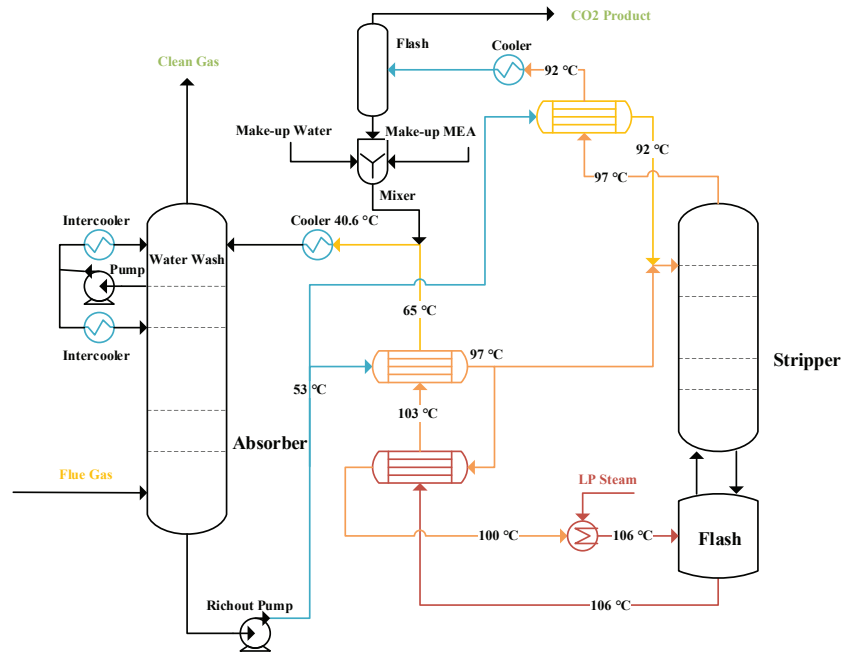 CO2 Product
Flash
Cooler
Clean Gas
92 ℃
Make-up Water
Make-up MEA
92 ℃
97 ℃
Mixer
Intercooler
Cooler 40.6 ℃
Water Wash
Pump
65 ℃
Intercooler
97 ℃
Stripper
53 ℃
103 ℃
Absorber
Flue Gas
LP Steam
100 ℃
106 ℃
Flash
Richout Pump
106 ℃